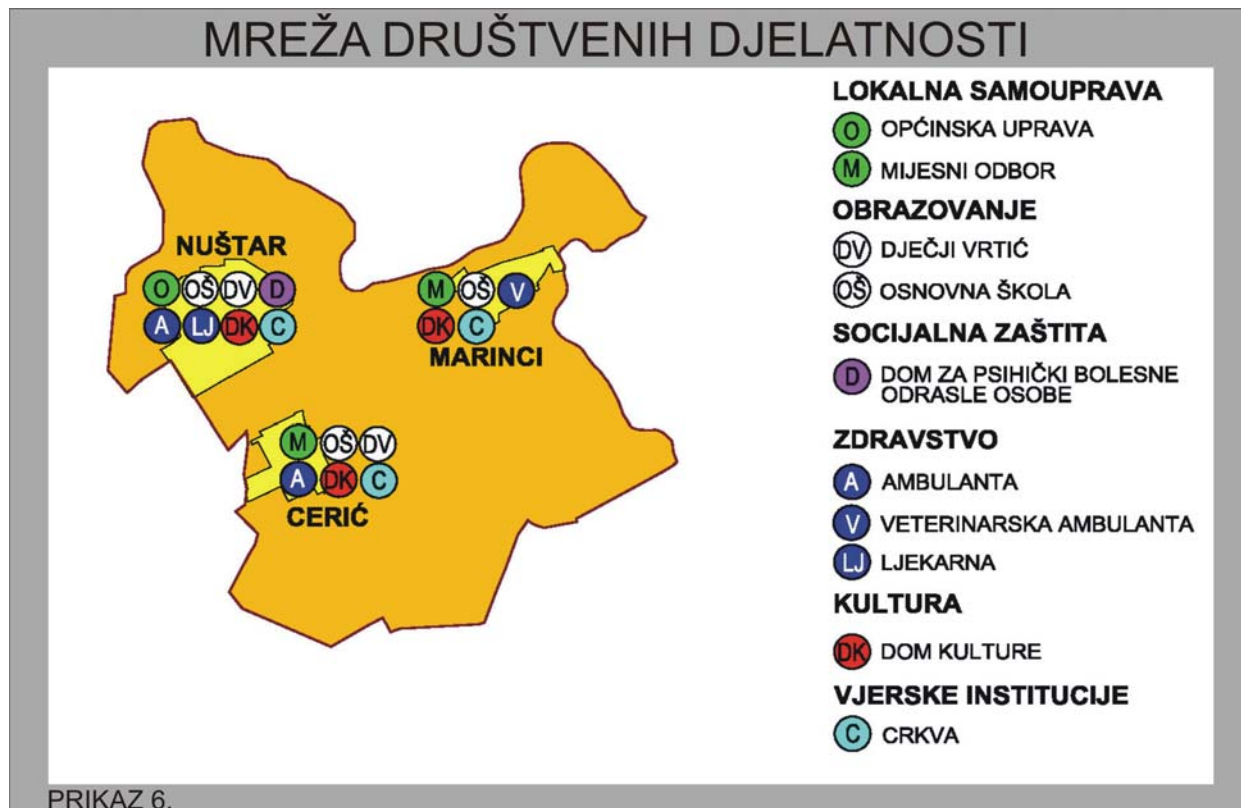 MREŽA DRUŠTVENIH DJELATNOSTI
NUŠTAR
O OŠ DV D
A LJ DK C
M OŠ V
DK C
MARINCI
M OŠ DV
A DK C
CERIĆ
LOKALNA SAMOUPRAVA
O OPĆINSKA UPRAVA
M MIJESNI ODBOR
OBRAZOVANJE
DV DJEČJI VRTIĆ
OŠ OSNOVNA ŠKOLA
SOCIJALNA ZAŠTITA
D DOM ZA PSIHIČKI BOLESNE
ODRASLE OSOBE
ZDRAVSTVO
A AMBULANTA
V VETERINARSKA AMBULANTA
LJ LJEKARNA
KULTURA
DK DOM KULTURE
VJERSKE INSTITUCIJE
C CRKVA
PRIKAZ 6.